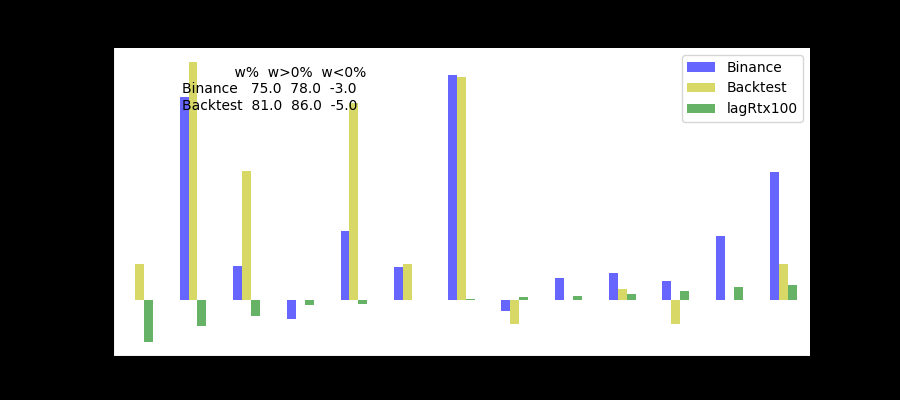 w%  w>0%  w<0%
Binance   75.0  78.0  -3.0
Backtest  81.0  86.0  -5.0
Binance
Backtest
lagRtx100